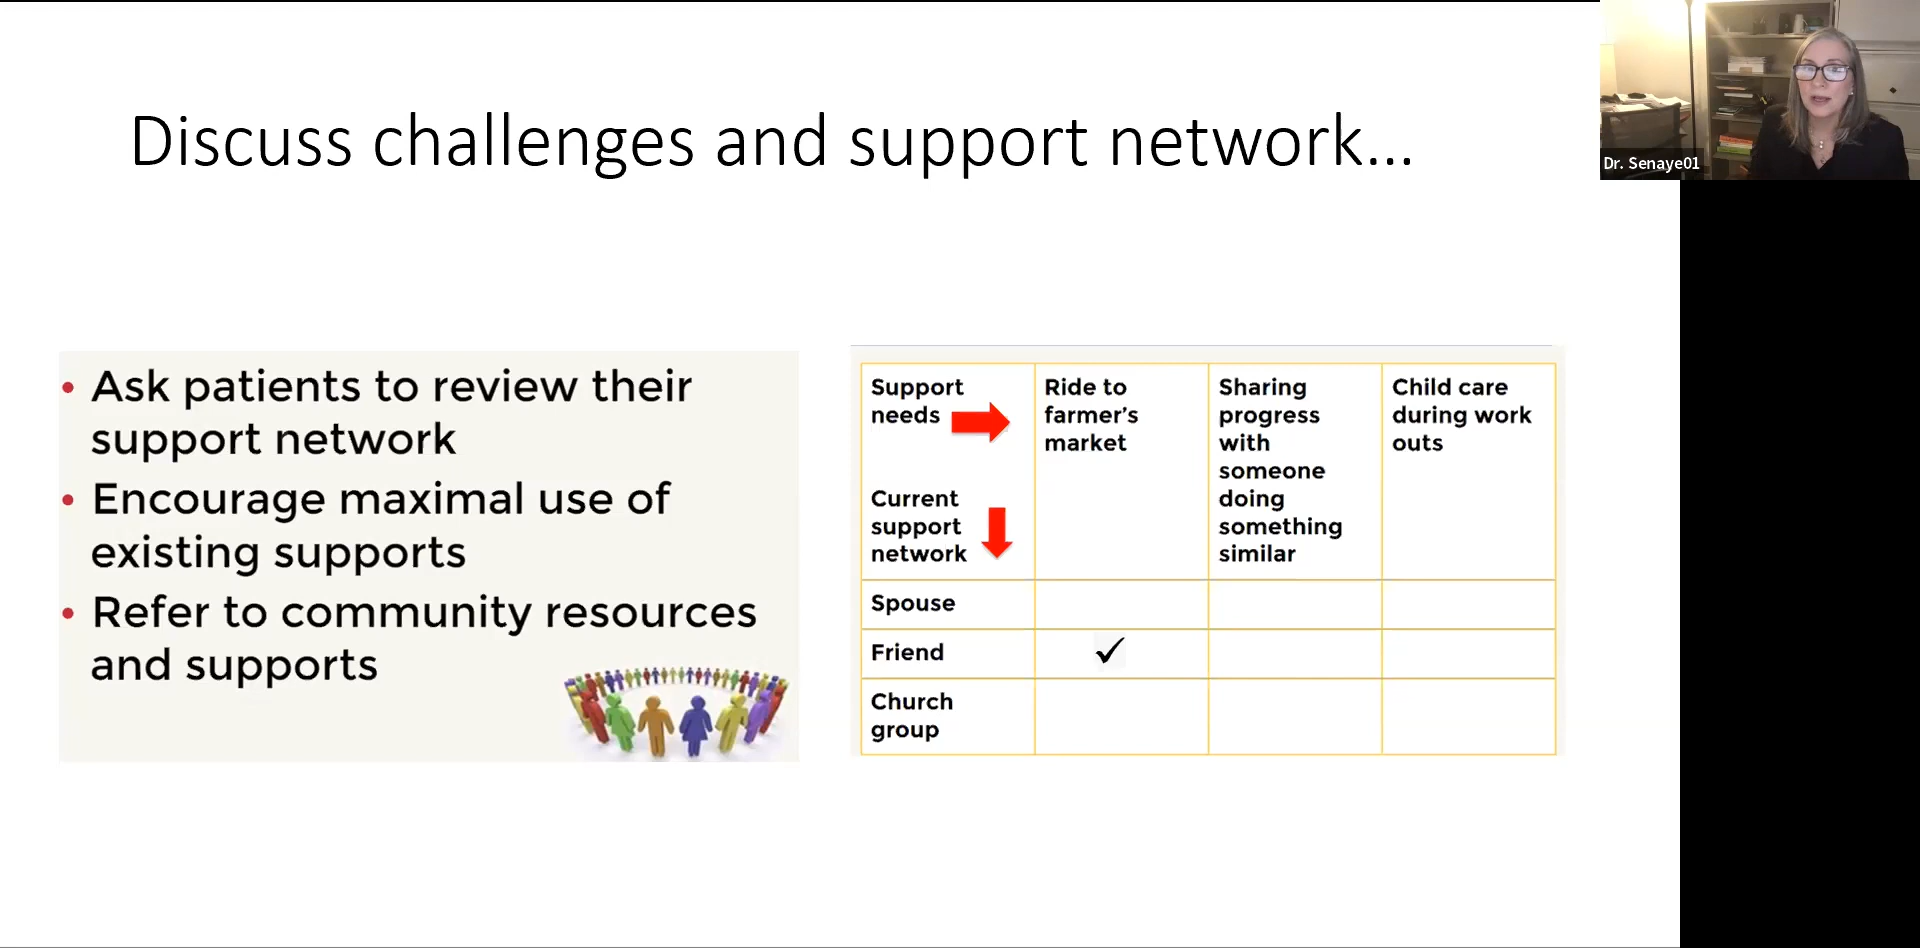 Discuss challenges and support network...
Dr. Senaye01
• Ask patients to review their
support network
• Encourage maximal use of
existing supports
• Refer to community resources
and supports
Support
needs
Current
support
network
Ride to
farmer's
market
Sharing
progress
with
someone
doing
something
similar
Child care
during work
outs
Spouse
Friend
Church
group